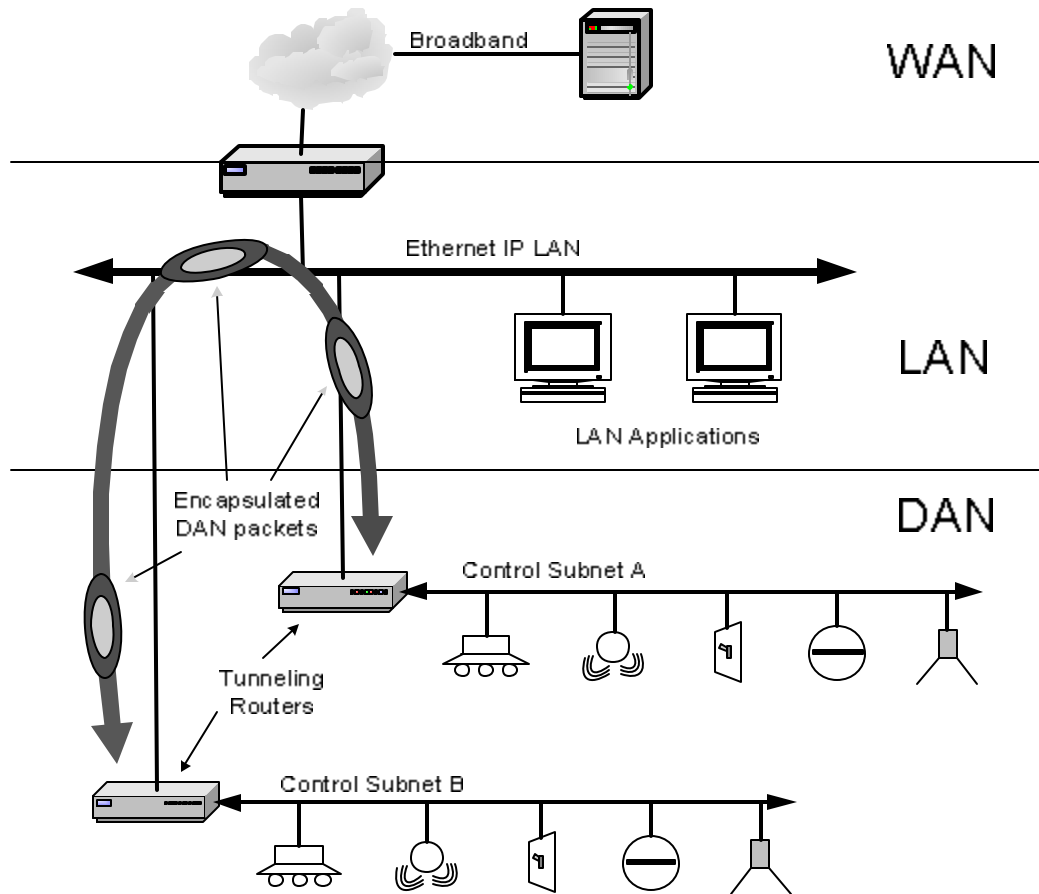 Broadband
WAN
Ethernet IP LAN
LAN
LAN Applications
Encapsulated
DAN packets
DAN
Control Subnet A
Tunneling
Routers
Control Subnet B